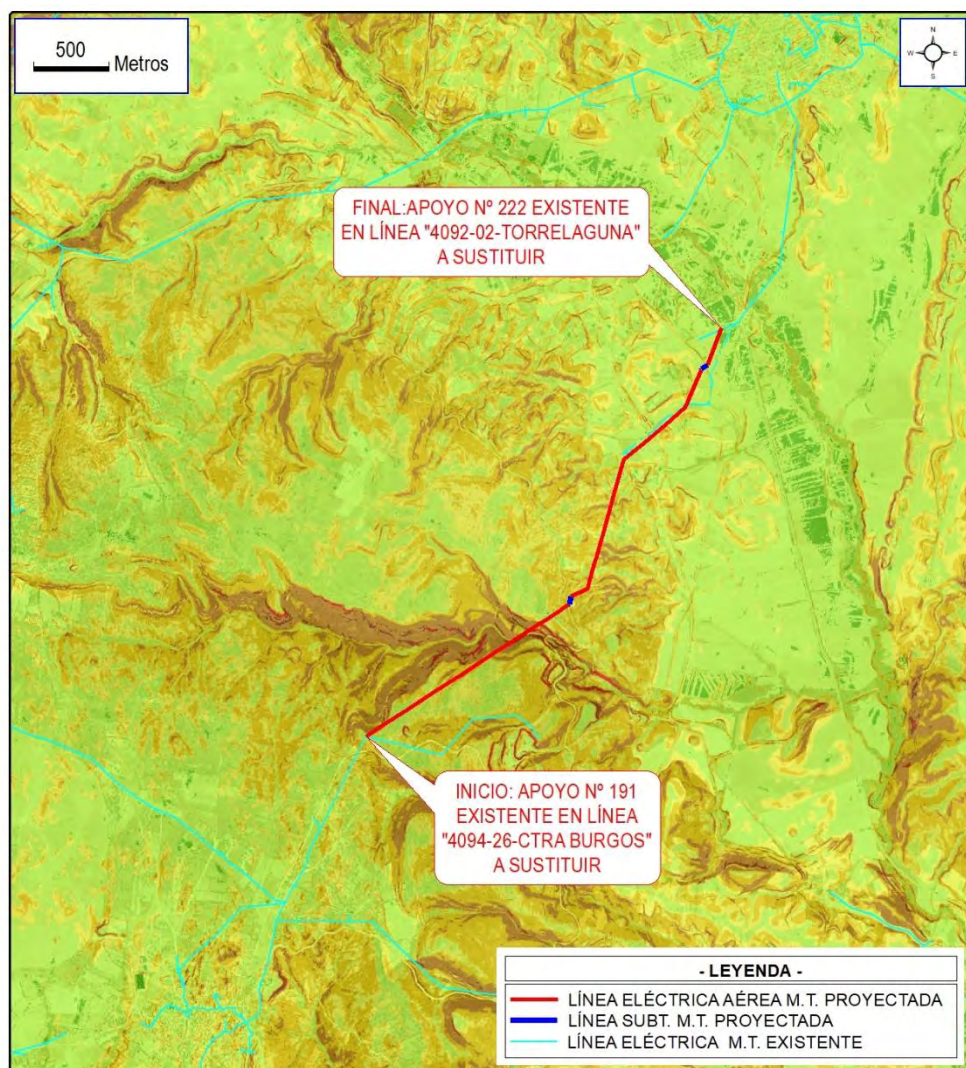 500
Metros
N
W E
S
FINAL:APOYO Nº 222 EXISTENTE
EN LÍNEA "4092-02-TORRELAGUNA"
A SUSTITUIR
INICIO: APOYO Nº 191
EXISTENTE EN LÍNEA
"4094-26-CTRA BURGOS"
A SUSTITUIR
- LEYENDA -
LÍNEA ELÉCTRICA AÉREA M.T. PROYECTADA
LÍNEA SUBT. M.T. PROYECTADA
LÍNEA ELÉCTRICA M.T. EXISTENTE